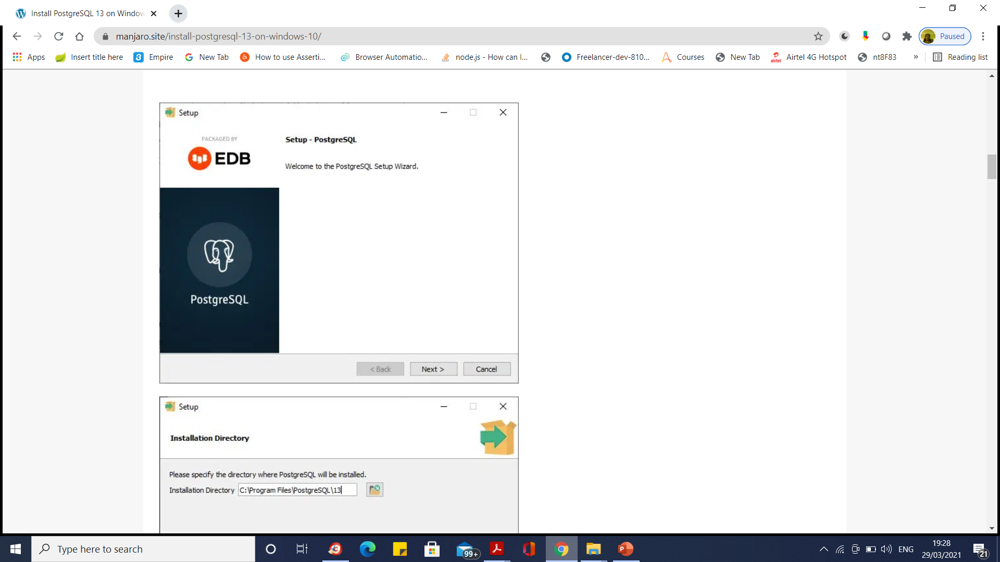 Install PostgreSQL 13 on Window
manjaro.site/install-postgresql-13-on-windows-10/
Paused
Apps
Insert title here
Empire
New Tab
How to use Asserti...
Browser Automatio...
node.js - How can I...
Freelancer-dev-810...
Courses
New Tab
airtel
Airtel 4G Hotspot
nt8F83
»
Reading list
Setup
PACKAGED BY
EDB
Setup - PostgreSQL
Welcome to the PostgreSQL Setup Wizard.
PostgreSQL
< Back
Next >
Cancel
Setup
Installation Directory
Please specify the directory where PostgreSQL will be installed.
Installation Directory
C:\Program Files\PostgreSQL\13
Type here to search
99+
ENG
19:28
29/03/2021
21